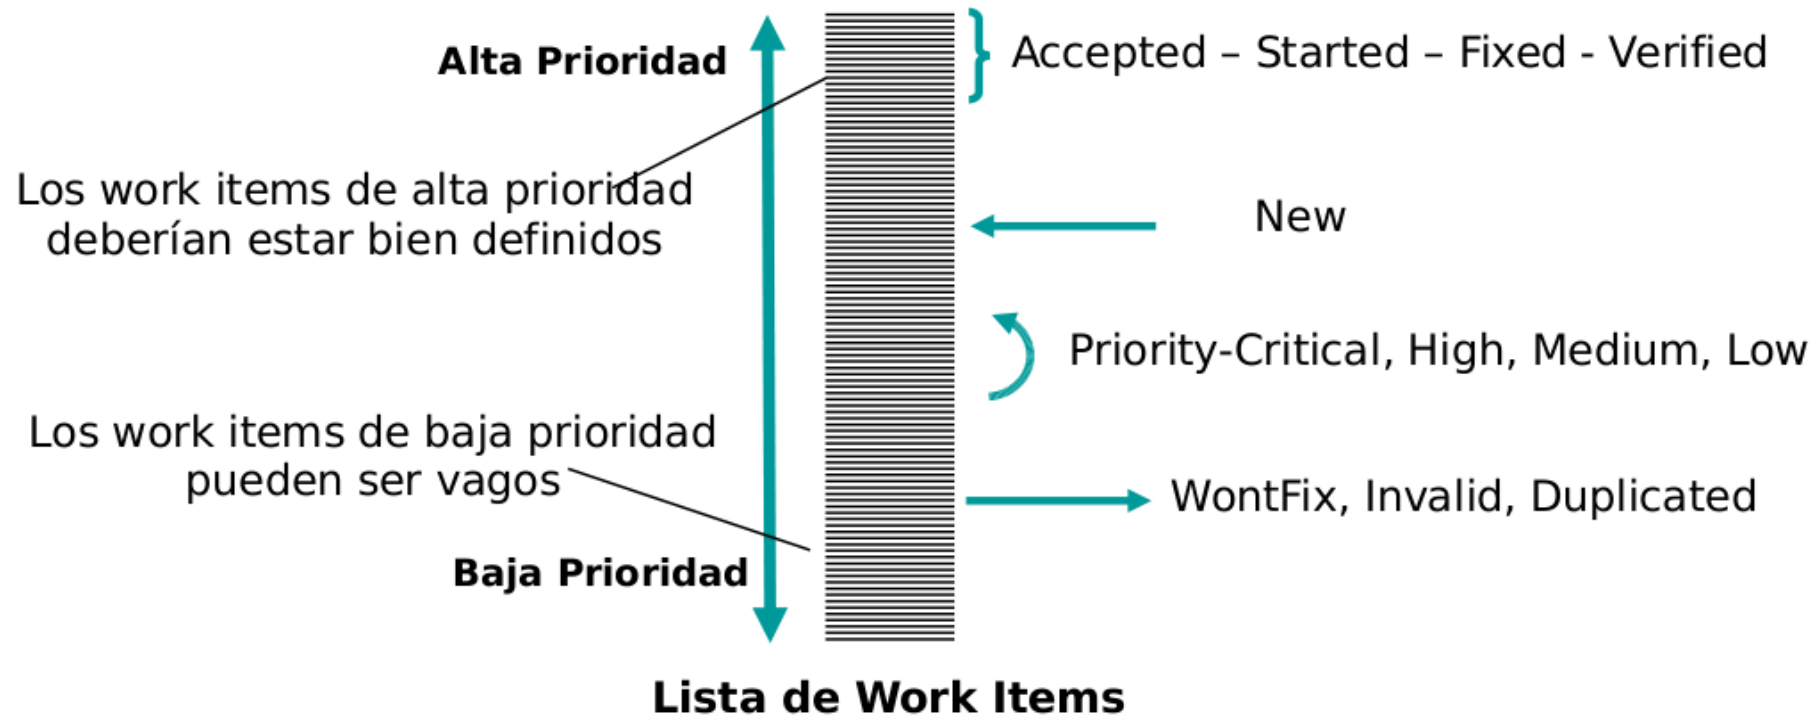 Alta Prioridad
Accepted – Started – Fixed - Verified
Los work items de alta prioridad
deberían estar bien definidos
New
Priority-Critical, High, Medium, Low
Los work items de baja prioridad
pueden ser vagos
WontFix, Invalid, Duplicated
Baja Prioridad
Lista de Work Items